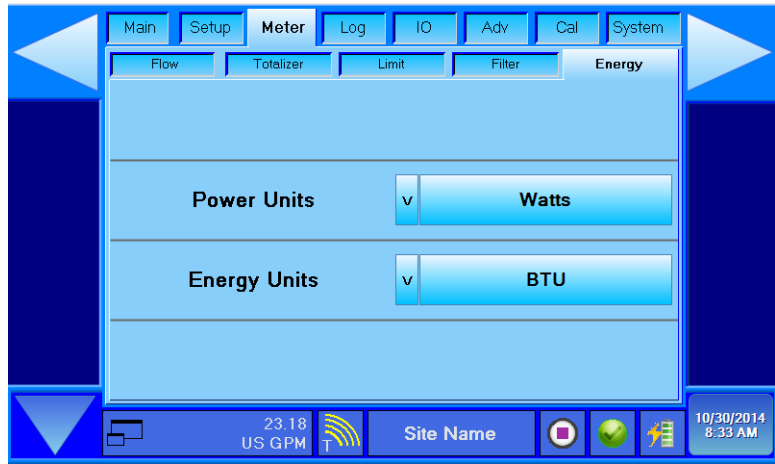 Main Setup Meter Log IO Adv Cal System
Flow Totalizer Limit Filter Energy
Power Units v Watts
Energy Units v BTU
23.18
US GPM T Site Name
10/30/2014
8:33 AM